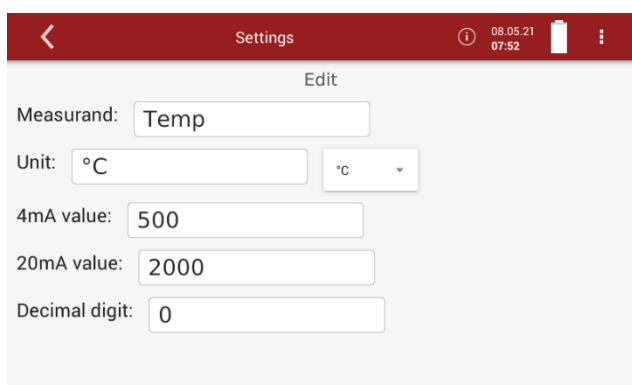 Settings
08.05.21
07:52
Edit
Measurand: Temp
Unit: °C °C
4mA value: 500
20mA value: 2000
Decimal digit: 0